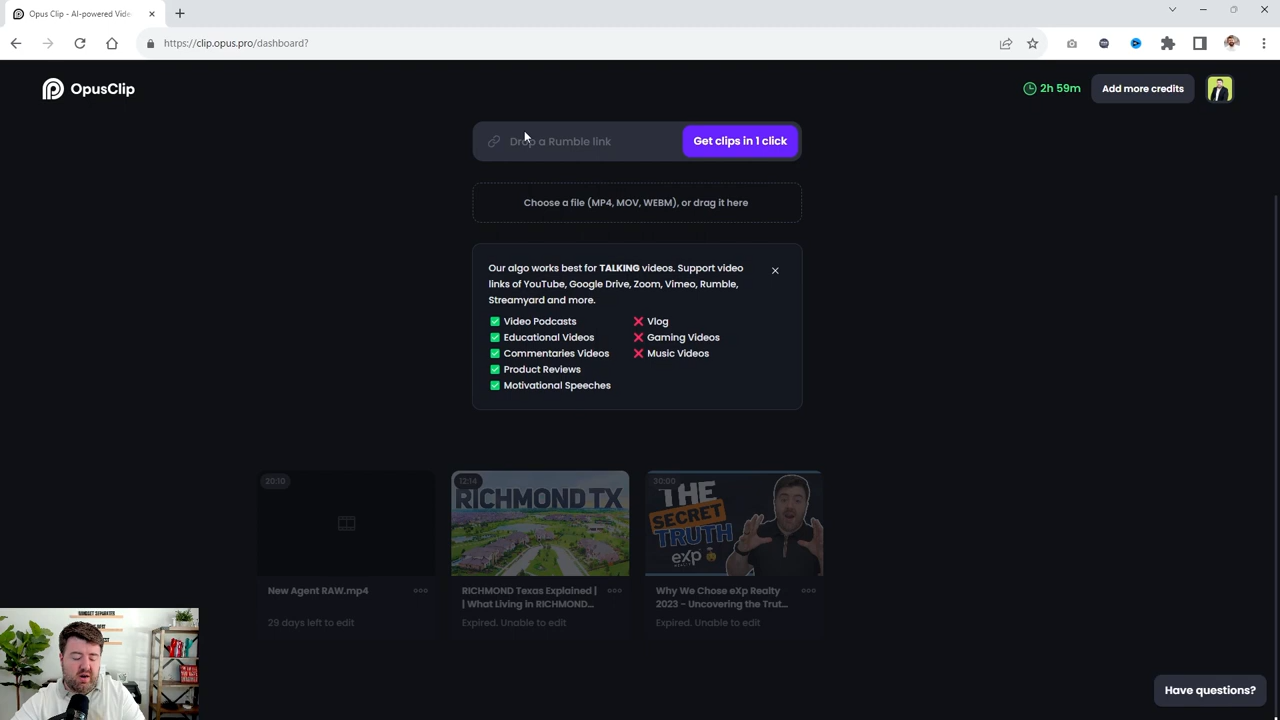 Opus Clip - AI-powered Vide
https://clip.opus.pro/dashboard?
OpusClip
2h 59m
Add more credits
Drop a Rumble link
Get clips in 1 click
Choose a file (MP4, MOV, WEBM), or drag it here
Our algo works best for TALKING videos. Support video
links of YouTube, Google Drive, Zoom, Vimeo, Rumble,
Streamyard and more.
Video Podcasts
Educational Videos
Commentaries Videos
Product Reviews
Motivational Speeches
Vlog
Gaming Videos
Music Videos
20:10
New Agent RAW.mp4
29 days left to edit
12:14
RICHMOND TX
RICHMOND Texas Explained |
| What Living in RICHMOND...
Expired. Unable to edit
30:00
THE
SECRET
TRUTH
eXp
REALTY
Why We Chose eXp Realty
2023 - Uncovering the Trut...
Expired. Unable to edit
MINDSET SEPARATES
Have questions?